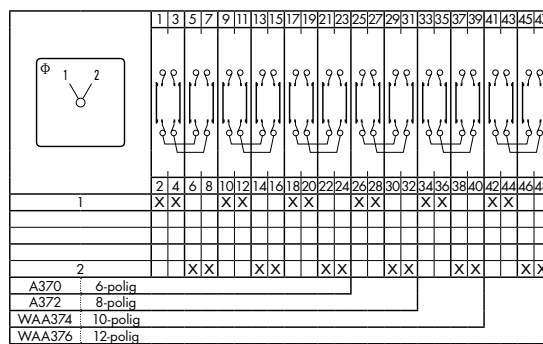 1 3 5 7 9 11 13 15 17 19 21 23 25 27 29 31 33 35 37 39 41 43 45 47
Φ 1 2
2 4 6 8 10 12 14 16 18 20 22 24 26 28 30 32 34 36 38 40 42 44 46 48
1 X X X X X X X X X X X X
2 X X X X X X X X X X X X
A370 6-polig
A372 8-polig
WAA374 10-polig
WAA376 12-polig